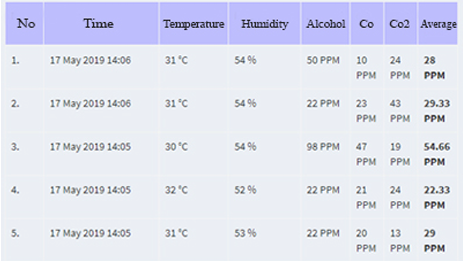 No Time Temperature Humidity Alcohol Co Co2 Average
1. 17 May 2019 14:06 31 °C 54 % 50 PPM 10 24 28
PPM PPM PPM
2. 17 May 2019 14:06 31 °C 54 % 22 PPM 23 43 29.33
PPM PPM PPM
3. 17 May 2019 14:05 30 °C 54 % 98 PPM 47 19 54.66
PPM PPM PPM
4. 17 May 2019 14:05 32 °C 52 % 22 PPM 21 24 22.33
PPM PPM PPM
5. 17 May 2019 14:05 31 °C 53 % 22 PPM 20 13 29
PPM PPM PPM